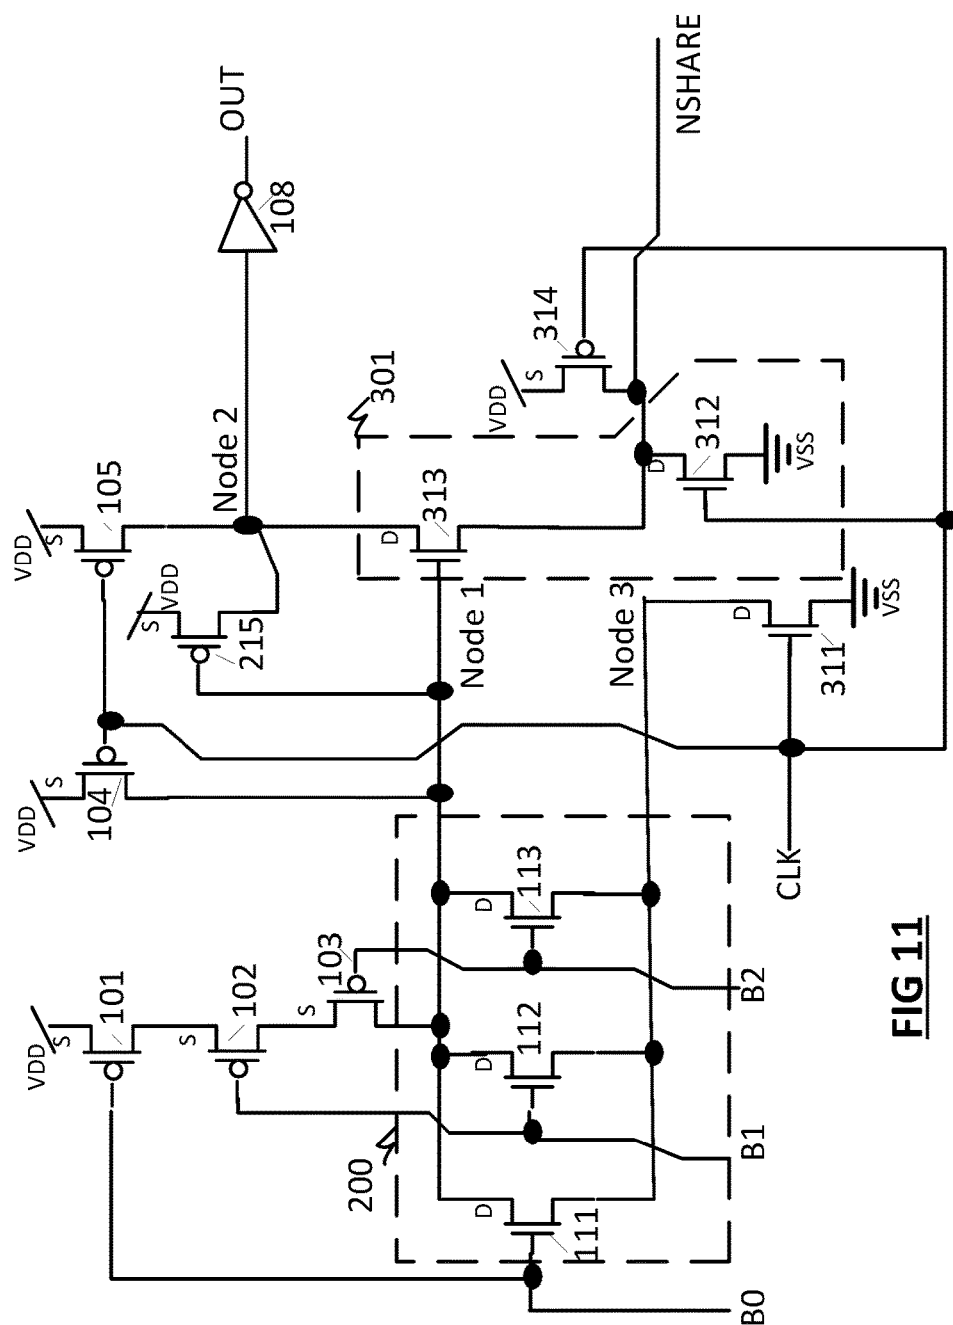 VDD
S
101
S
102
S
103
VDD
S
104
VDD
S
105
VDD
S
215
Node 2
108
OUT
200
D
111
D
112
D
113
Node 1
D
313
301
VDD
S
314
NSHARE
D
312
VSS
Node 3
D
311
VSS
B0
B1
B2
CLK
FIG 11